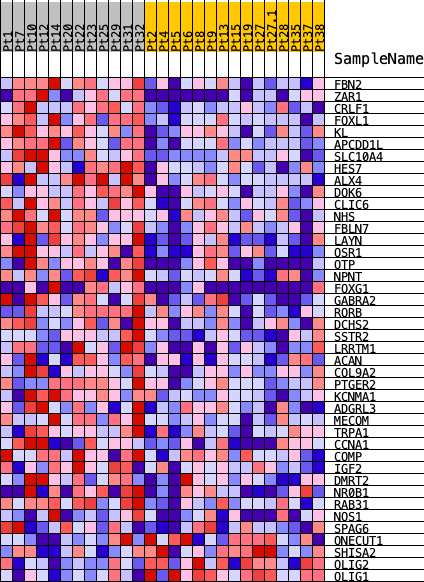 Pt1
Pt7
Pt10
Pt12
Pt14
Pt20
Pt22
Pt23
Pt25
Pt29
Pt31
Pt32
Pt2
Pt4
Pt5
Pt6
Pt8
Pt9
Pt13
Pt15
Pt19
Pt27
Pt27.1
Pt28
Pt35
Pt37
Pt38
SampleName
FBN2
ZAR1
CRLF1
FOXL1
KL
APCDD1L
SLC10A4
HES7
ALX4
DOK6
CLIC6
NHS
FBLN7
LAYN
OSR1
OTP
NPNT
FOXG1
GABRA2
RORB
DCHS2
SSTR2
LRRTM1
ACAN
COL9A2
PTGER2
KCNMA1
ADGRL3
MECOM
TRPA1
CCNA1
COMP
IGF2
DMRT2
NR0B1
RAB31
NOS1
SPAG6
ONECUT1
SHISA2
OLIG2
OLIG1